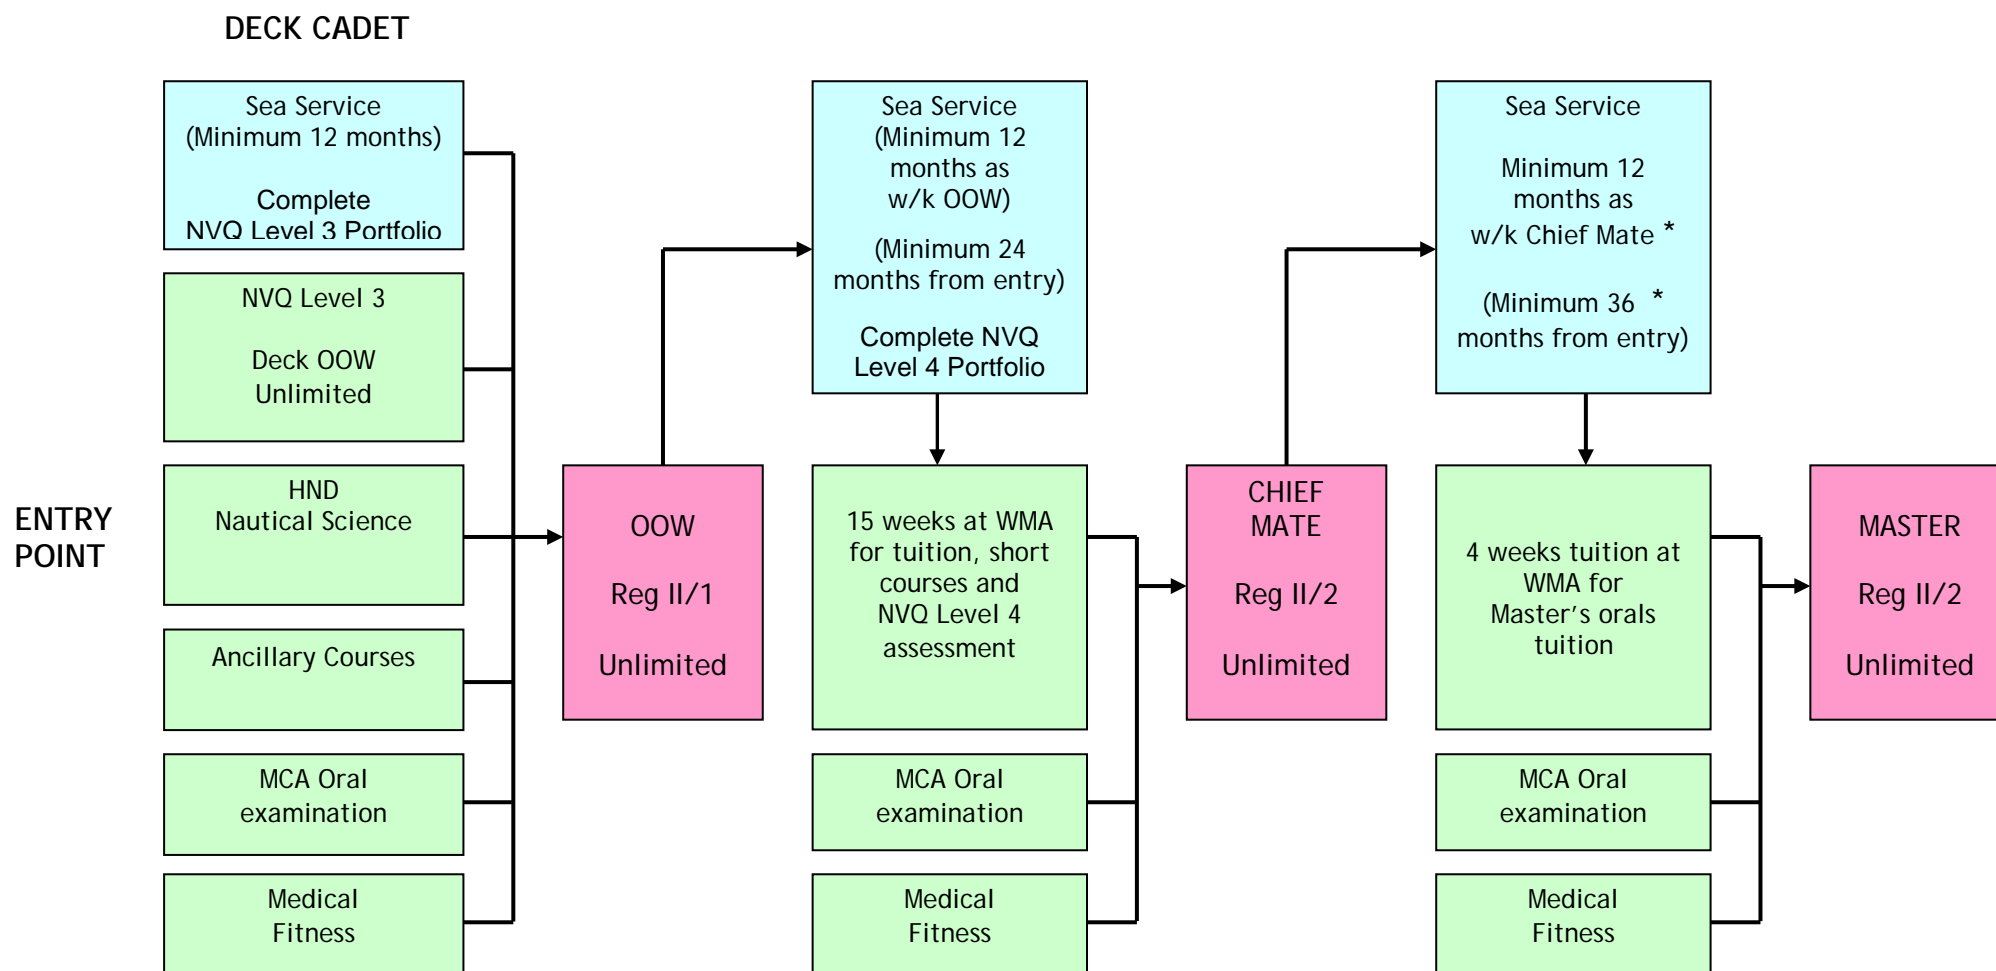 DECK CADET
Sea Service
(Minimum 12 months)
Complete
NVQ Level 3 Portfolio
NVQ Level 3
Deck OOW
Unlimited
ENTRY
POINT
HND
Nautical Science
Ancillary Courses
MCA Oral
examination
Medical
Fitness
OOW
Reg II/1
Unlimited
Sea Service
(Minimum 12
months as
w/k OOW)
(Minimum 24
months from entry)
Complete NVQ
Level 4 Portfolio
15 weeks at WMA
for tuition, short
courses and
NVQ Level 4
assessment
MCA Oral
examination
Medical
Fitness
CHIEF
MATE
Reg II/2
Unlimited
Sea Service
Minimum 12
months as
w/k Chief Mate *
(Minimum 36 *
months from entry)
4 weeks tuition at
WMA for
Master’s orals
tuition
MCA Oral
examination
Medical
Fitness
MASTER
Reg II/2
Unlimited